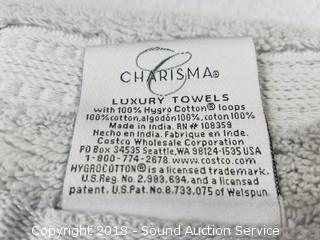 C
CHARISMA®
LUXURY TOWELS
with 100% Hygro Cotton® loops
100%cotton,algodón100%, coton100%
Made in India. RN# 108359
Hecho en India. Fabrique en Inde.
Costco Wholesale Corporation
PO Box 34535 Seattle,WA 98124-1535 USA
1-800-774-2678 www.costco.com
HYGROCOTTON® is a licensed trademark.
U.S.Reg No. 2,983,694, and a licensed
patent. U.S.Pat No.8,733,075 of Welspun.
Copyright 2018 - Sound Auction Service